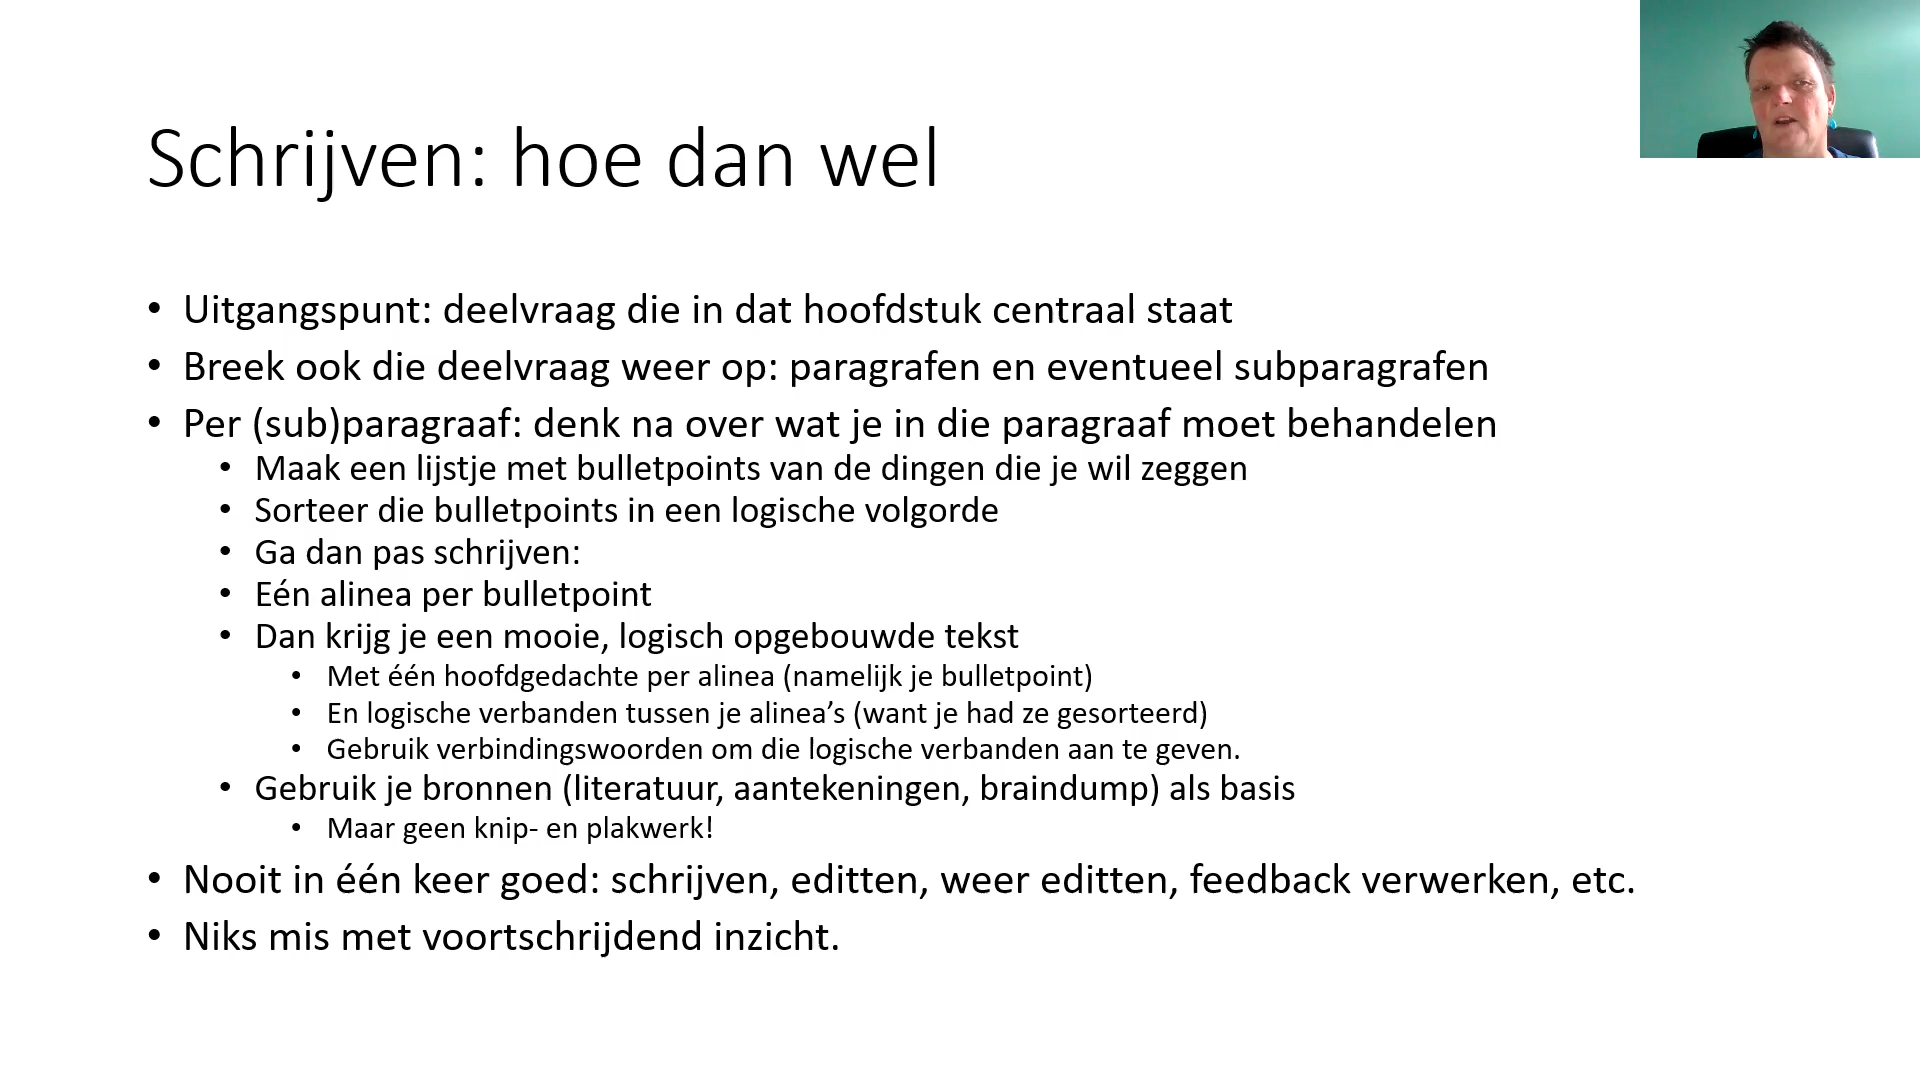 Schrijven: hoe dan wel
• Uitgangspunt: deelvraag die in dat hoofdstuk centraal staat
• Breek ook die deelvraag weer op: paragrafen en eventueel subparagrafen
• Per (sub)paragraaf: denk na over wat je in die paragraaf moet behandelen
• Maak een lijstje met bulletpoints van de dingen die je wil zeggen
• Sorteer die bulletpoints in een logische volgorde
• Ga dan pas schrijven:
• Eén alinea per bulletpoint
• Dan krijg je een mooie, logisch opgebouwde tekst
• Met één hoofdgedachte per alinea (namelijk je bulletpoint)
• En logische verbanden tussen je alinea’s (want je had ze gesorteerd)
• Gebruik verbindingswoorden om die logische verbanden aan te geven.
• Gebruik je bronnen (literatuur, aantekeningen, braindump) als basis
• Maar geen knip- en plakwerk!
• Nooit in één keer goed: schrijven, editten, weer editten, feedback verwerken, etc.
• Niks mis met voortschrijdend inzicht.